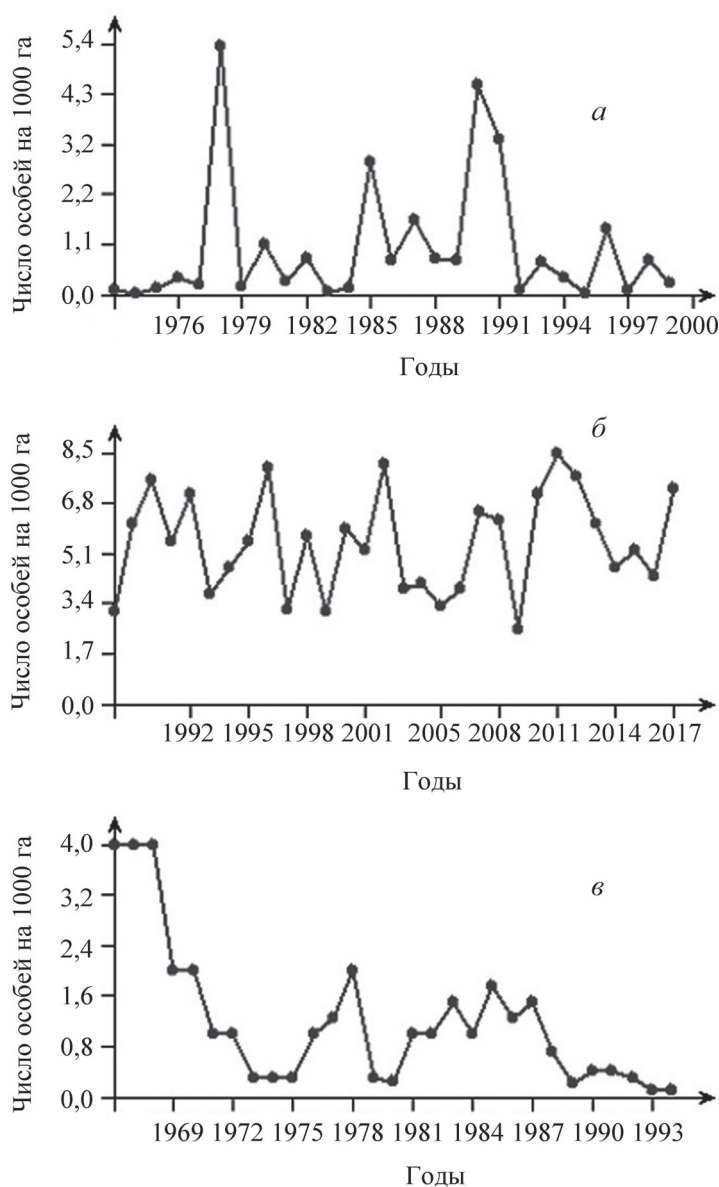 Число особей на 1000 га
5,4
4,3
3,2
2,2
1,1
0,0
а
1976 1979 1982 1985 1988 1991 1994 1997 2000
Годы
Число особей на 1000 га
8,5
6,8
5,1
3,4
1,7
0,0
б
1992 1995 1998 2001 2005 2008 2011 2014 2017
Годы
Число особей на 1000 га
4,0
3,2
2,4
1,6
0.8
0,0
в
1969 1972 1975 1978 1981 1984 1987 1990 1993
Годы